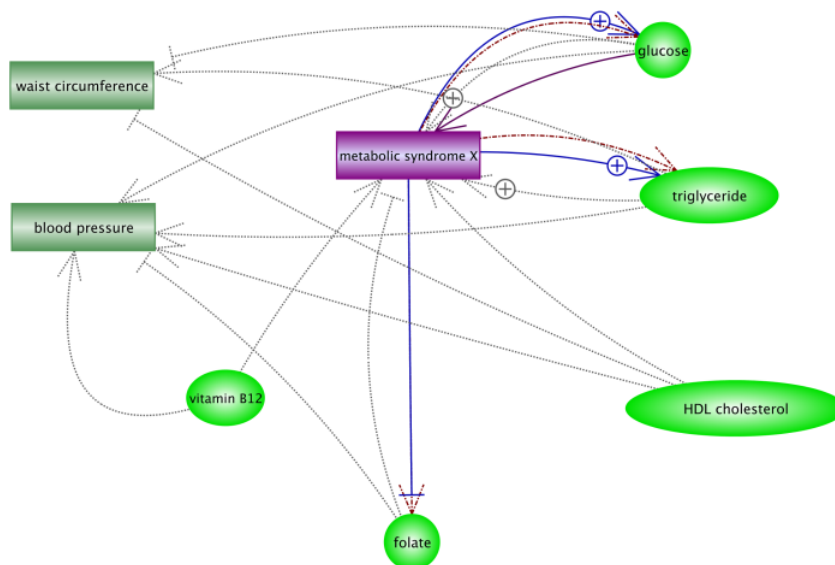 glucose
waist circumference
metabolic syndrome X
triglyceride
blood pressure
vitamin B12
HDL cholesterol
folate